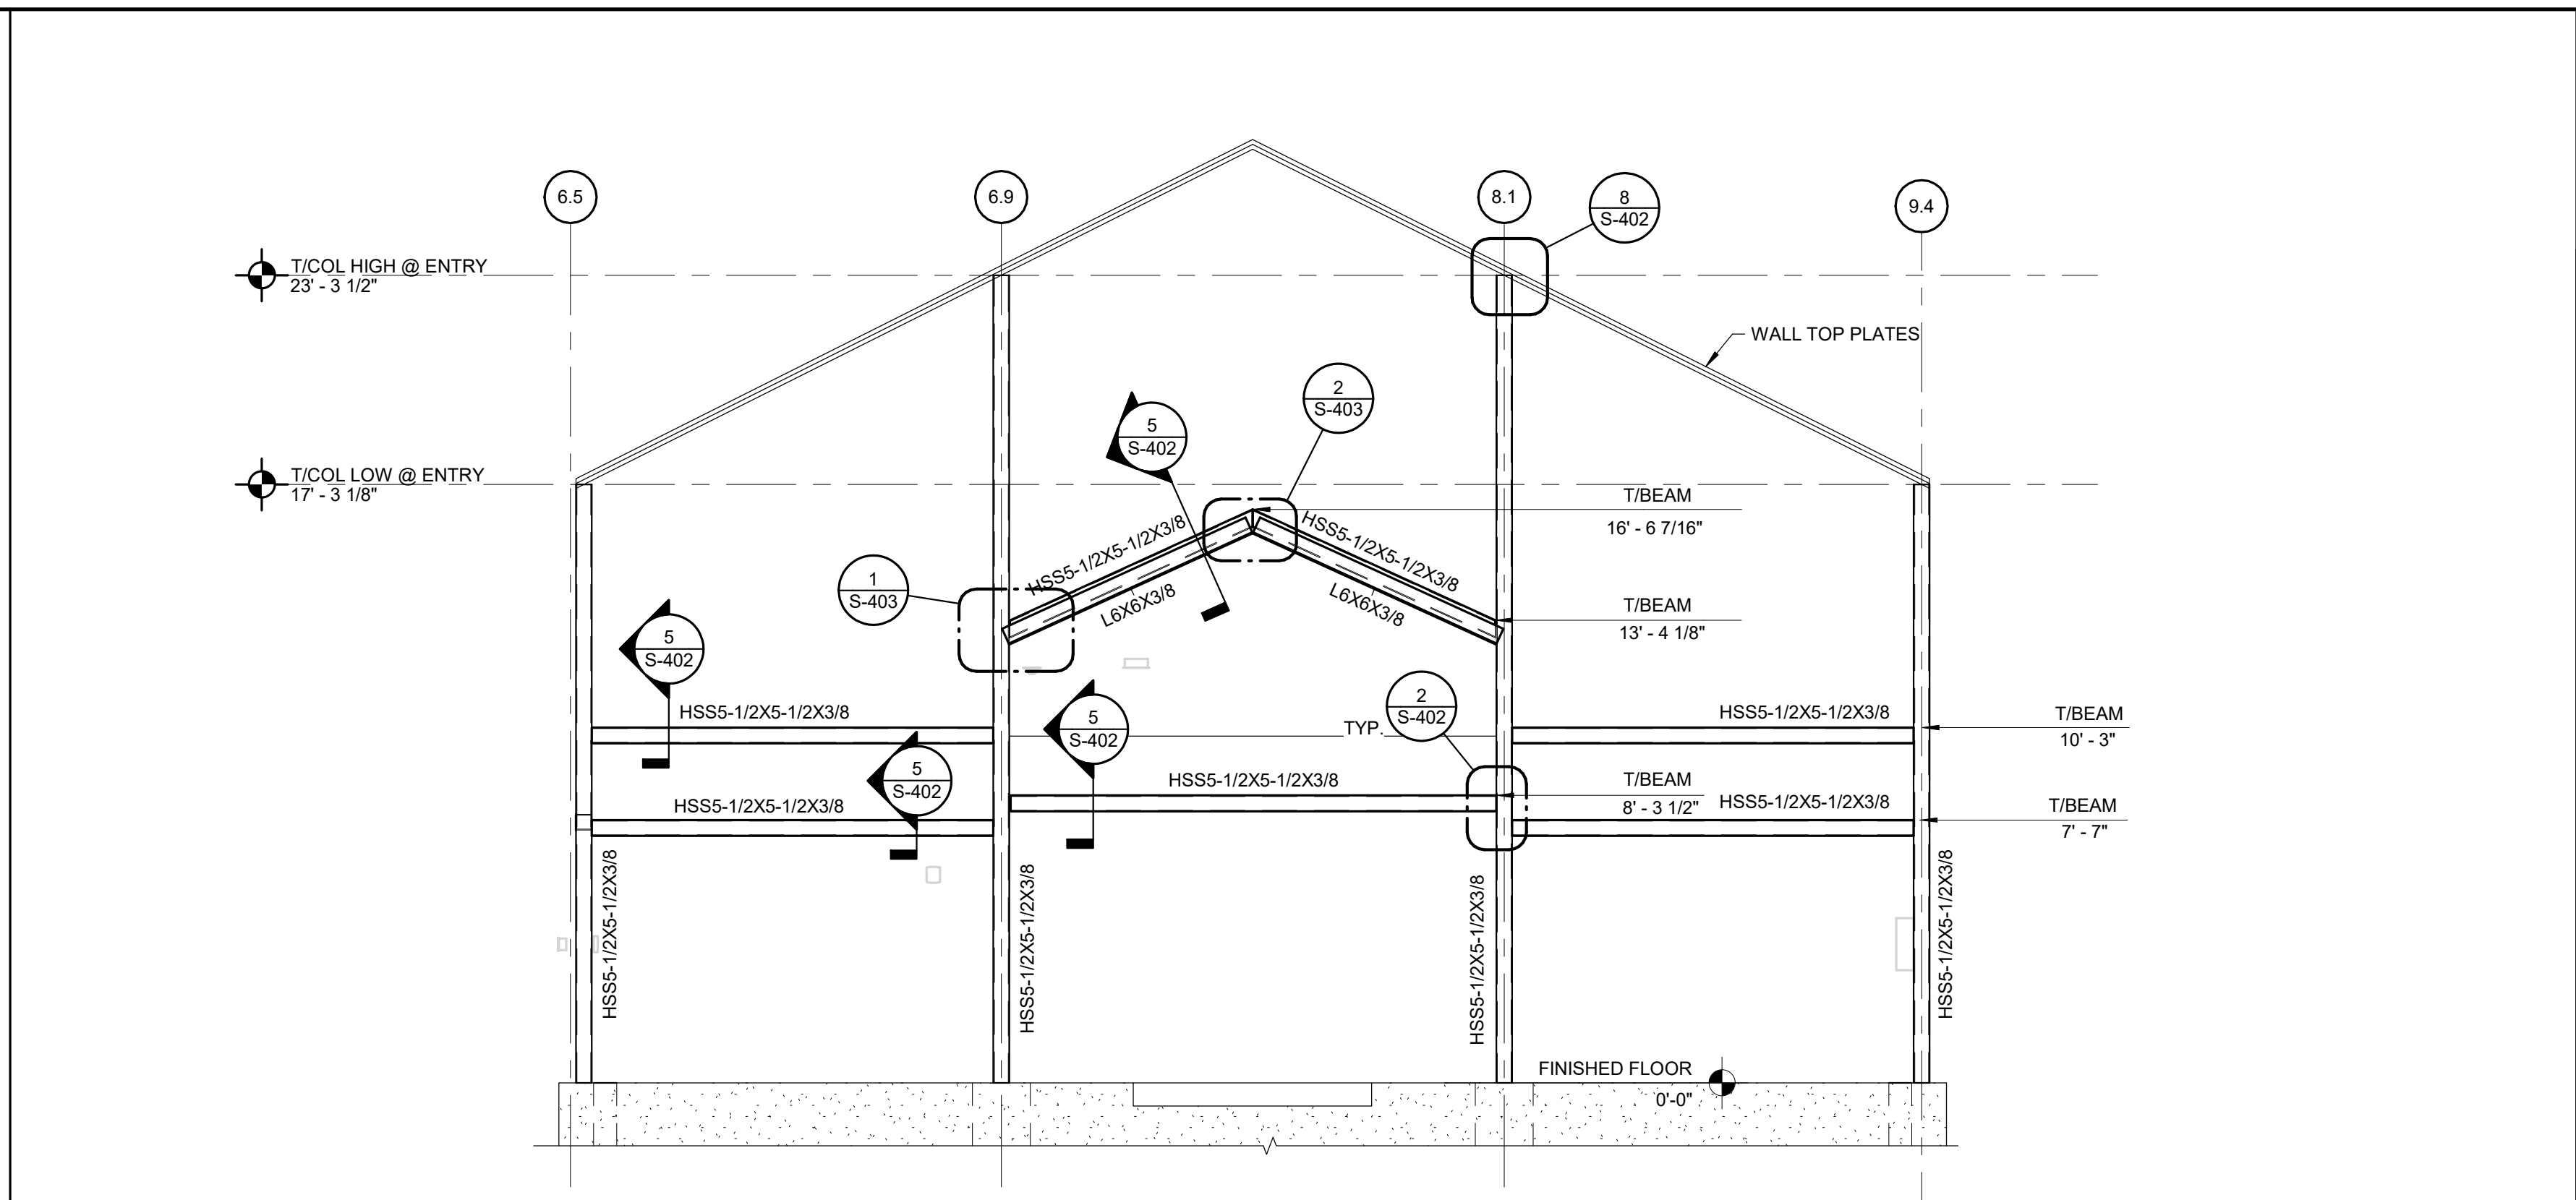 6.5
6.9
8.1
9.4
8
S-402
T/COL HIGH @ ENTRY
23' - 3 1/2"
WALL TOP PLATES
2
S-403
5
S-402
T/COL LOW @ ENTRY
17' - 3 1/8"
T/BEAM
16' - 6 7/16"
HSS5-1/2X5-1/2X3/8
HSS5-1/2X5-1/2X3/8
1
S-403
L6X6X3/8
L6X6X3/8
T/BEAM
13' - 4 1/8"
5
S-402
2
S-402
5
S-402
TYP.
HSS5-1/2X5-1/2X3/8
HSS5-1/2X5-1/2X3/8
T/BEAM
10' - 3"
5
S-402
HSS5-1/2X5-1/2X3/8
HSS5-1/2X5-1/2X3/8
T/BEAM
8' - 3 1/2"
HSS5-1/2X5-1/2X3/8
T/BEAM
7' - 7"
HSS5-1/2X5-1/2X3/8
HSS5-1/2X5-1/2X3/8
HSS5-1/2X5-1/2X3/8
HSS5-1/2X5-1/2X3/8
FINISHED FLOOR
0'-0"